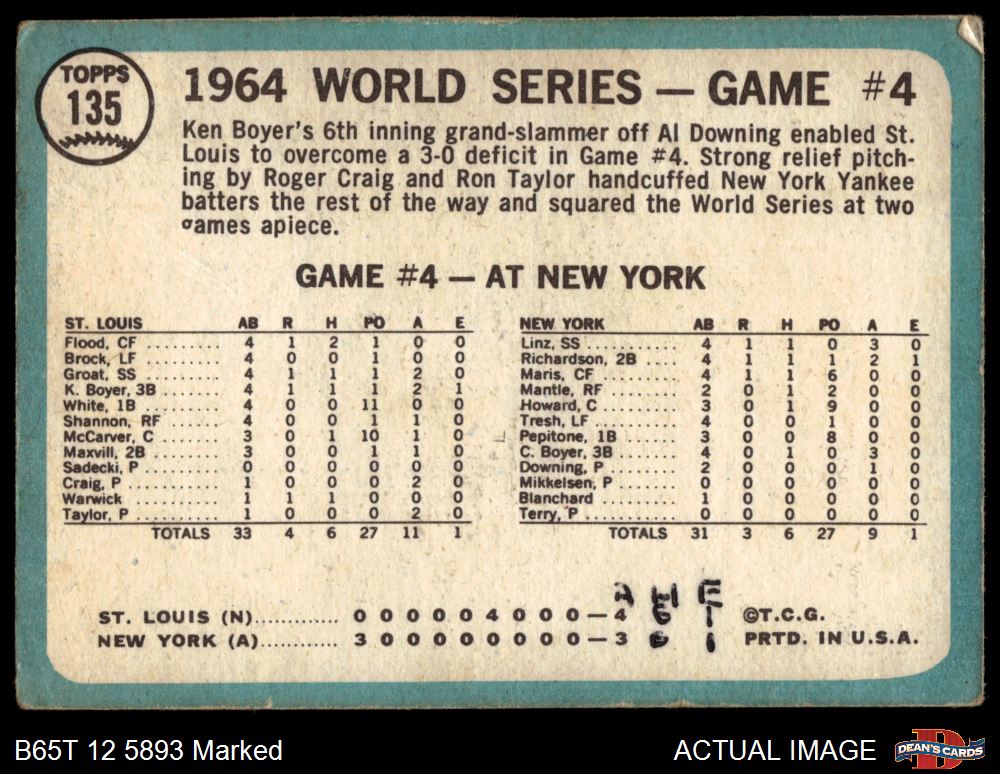 TOPPS
135
1964 WORLD SERIES — GAME #4
Ken Boyer's 6th inning grand-slammer off Al Downing enabled St.
Louis to overcome a 3-0 deficit in Game #4. Strong relief pitch-
ing by Roger Craig and Ron Taylor handcuffed New York Yankee
batters the rest of the way and squared the World Series at two
games apiece.
GAME #4 — AT NEW YORK
ST. LOUIS AB R H PO A E
Flood, CF .......... 4 1 2 1 0 0
Brock, LF .......... 4 0 0 1 0 0
Groat, SS .......... 4 1 1 1 2 0
K. Boyer, 3B ....... 4 1 1 1 2 1
White, 1B .......... 4 0 0 11 0 0
Shannon, RF ........ 4 0 0 1 1 0
McCarver, C ........ 3 0 1 10 1 0
Maxvill, 2B ........ 3 0 0 1 1 0
Sadecki, P ......... 0 0 0 0 0 0
Craig, P ........... 1 0 0 0 2 0
Warwick ............ 1 1 1 0 0 0
Taylor, P .......... 1 0 0 0 2 0
TOTALS 33 4 6 27 11 1
NEW YORK AB R H PO A E
Linz, SS ........... 4 1 1 0 3 0
Richardson, 2B ..... 4 1 1 1 2 1
Maris, CF .......... 4 1 1 6 0 0
Mantle, RF ......... 2 0 1 2 0 0
Howard, C .......... 3 0 1 9 0 0
Tresh, LF .......... 4 0 0 1 0 0
Pepitone, 1B ....... 3 0 0 8 0 0
C. Boyer, 3B ....... 4 0 1 0 3 0
Downing, P ......... 2 0 0 0 1 0
Mikkelsen, P ....... 0 0 0 0 0 0
Blanchard .......... 1 0 0 0 0 0
Terry, P ........... 0 0 0 0 0 0
TOTALS 31 3 6 27 9 1
H E
ST. LOUIS (N)............. 0 0 0 0 0 4 0 0 0 — 4 6 1 ©T.C.G.
NEW YORK (A)............. 3 0 0 0 0 0 0 0 0 — 3 6 1 PRTD. IN U.S.A.
B65T 12 5893 Marked
ACTUAL IMAGE
D
DEAN'S CARDS